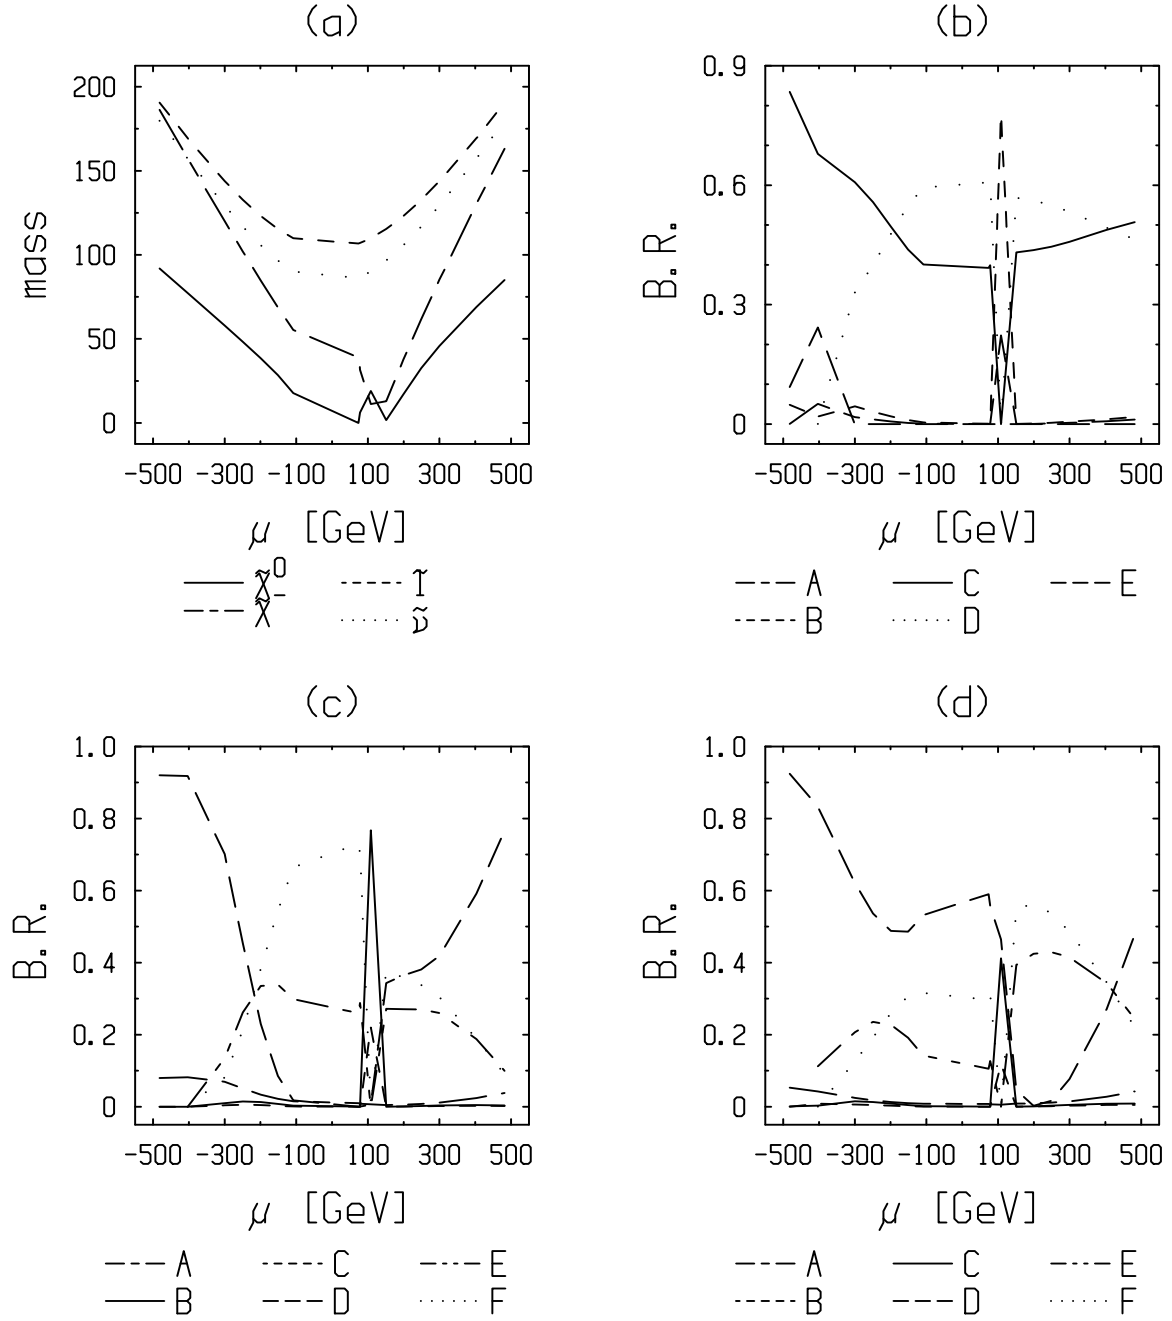 (a)
200
150
100
50
0
mass
-500 -300 -100 100 300 500
μ [GeV]
χ̃⁰ l̃
χ̃⁻ ν̃
(b)
0.9
0.6
0.3
0
B.R.
-500 -300 -100 100 300 500
μ [GeV]
A C E
B D
(c)
1.0
0.8
0.6
0.4
0.2
0
B.R.
-500 -300 -100 100 300 500
μ [GeV]
A C E
B D F
(d)
1.0
0.8
0.6
0.4
0.2
0
B.R.
-500 -300 -100 100 300 500
μ [GeV]
A C E
B D F